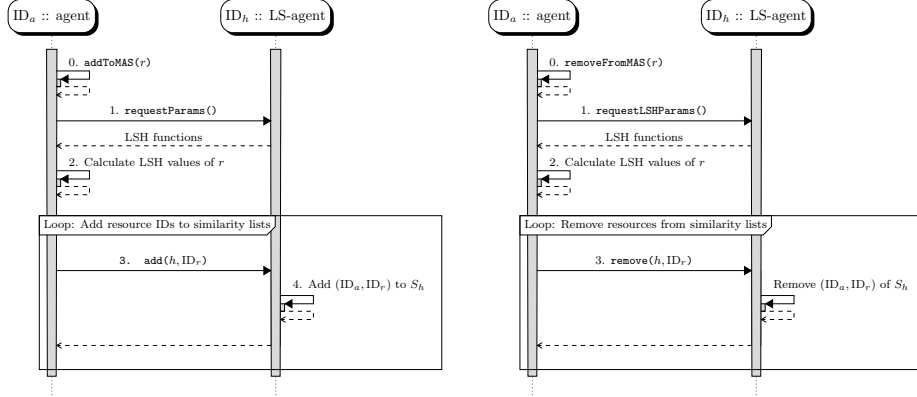 ID_a :: agent
ID_h :: LS-agent
0. addToMAS(r)
1. requestParams()
LSH functions
2. Calculate LSH values of r
Loop: Add resource IDs to similarity lists
3. add(h, ID_r)
4. Add (ID_a, ID_r) to S_h
ID_a :: agent
ID_h :: LS-agent
0. removeFromMAS(r)
1. requestLSHParams()
LSH functions
2. Calculate LSH values of r
Loop: Remove resources from similarity lists
3. remove(h, ID_r)
Remove (ID_a, ID_r) of S_h